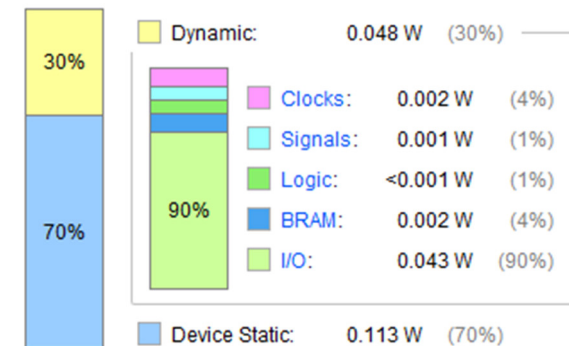 30%
70%
Dynamic: 0.048 W (30%)
90%
Clocks: 0.002 W (4%)
Signals: 0.001 W (1%)
Logic: <0.001 W (1%)
BRAM: 0.002 W (4%)
I/O: 0.043 W (90%)
Device Static: 0.113 W (70%)